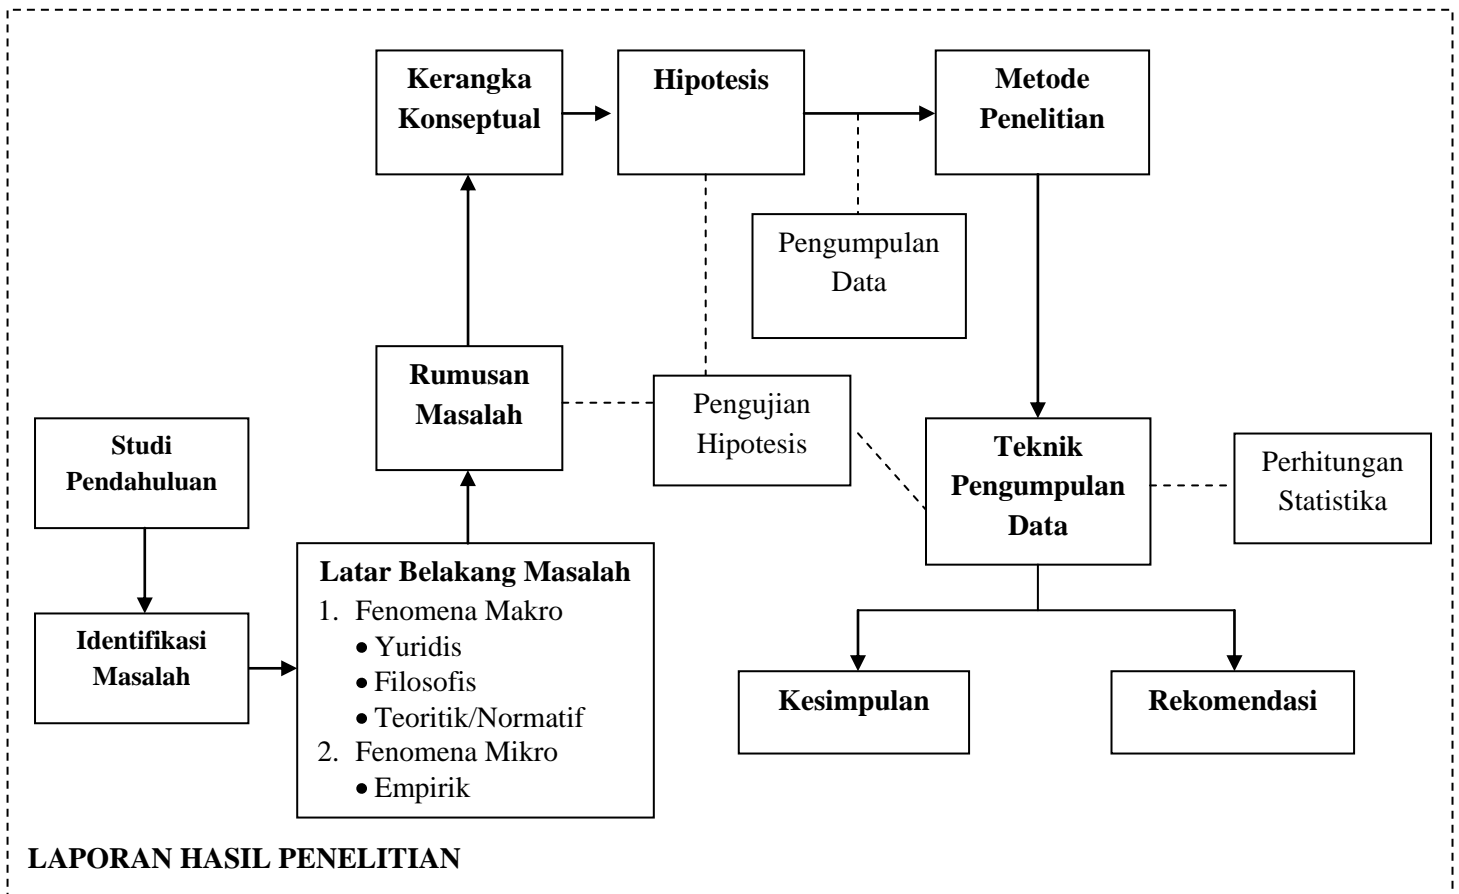 Kerangka
Konseptual
Hipotesis
Metode
Penelitian
Pengumpulan
Data
Rumusan
Masalah
Pengujian
Hipotesis
Studi
Pendahuluan
Teknik
Pengumpulan
Data
Perhitungan
Statistika
Identifikasi
Masalah
Latar Belakang Masalah
1. Fenomena Makro
• Yuridis
• Filosofis
• Teoritik/Normatif
2. Fenomena Mikro
• Empirik
Kesimpulan
Rekomendasi
LAPORAN HASIL PENELITIAN